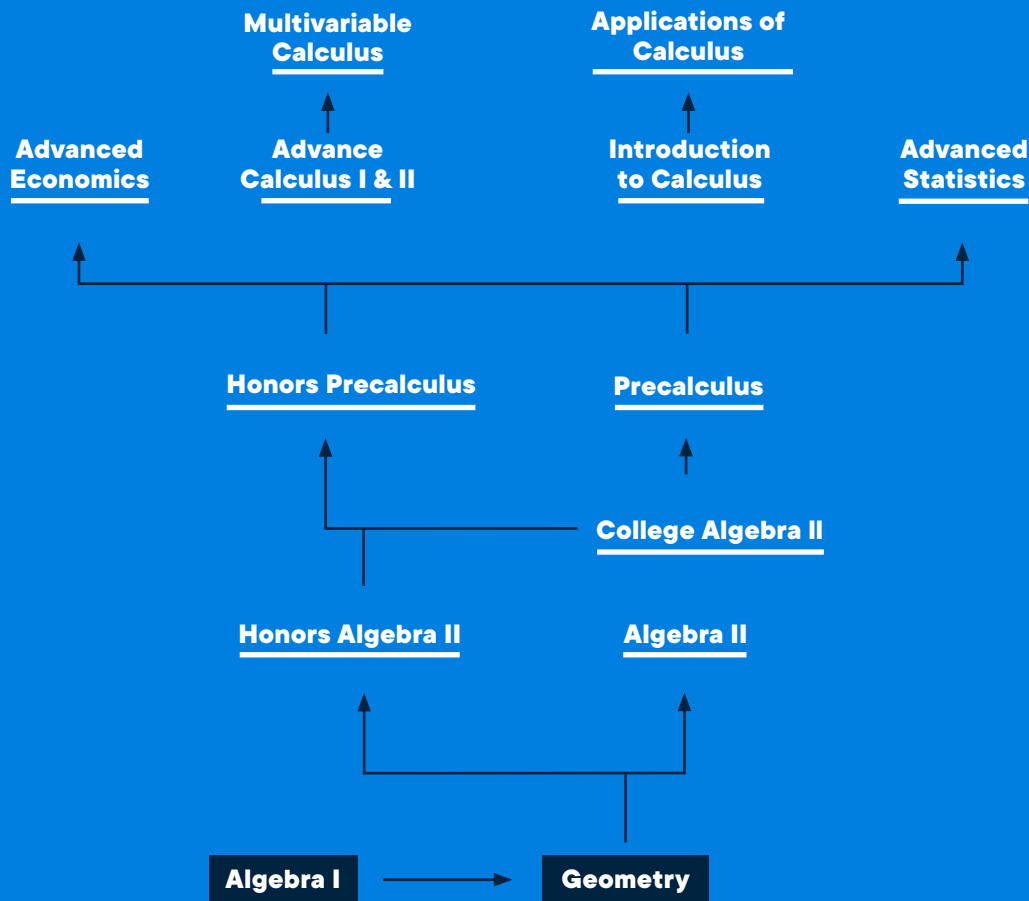 Multivariable
Calculus
Applications of
Calculus
Advanced
Economics
Advance
Calculus I & II
Introduction
to Calculus
Advanced
Statistics
Honors Precalculus
Precalculus
College Algebra II
Honors Algebra II
Algebra II
Algebra I
Geometry